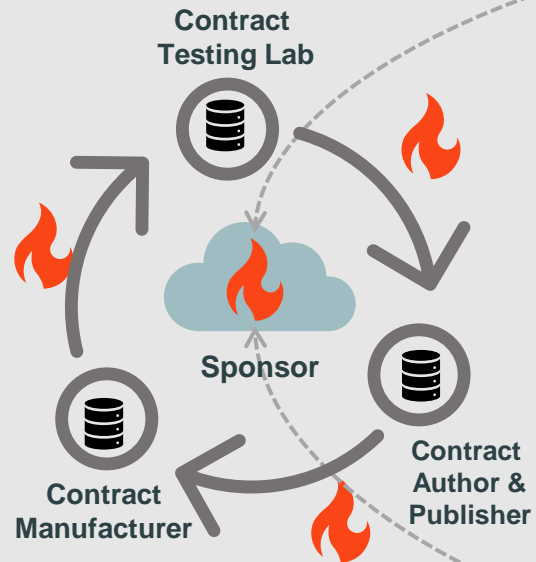 Contract
Testing Lab
Sponsor
Contract
Author &
Publisher
Contract
Manufacturer